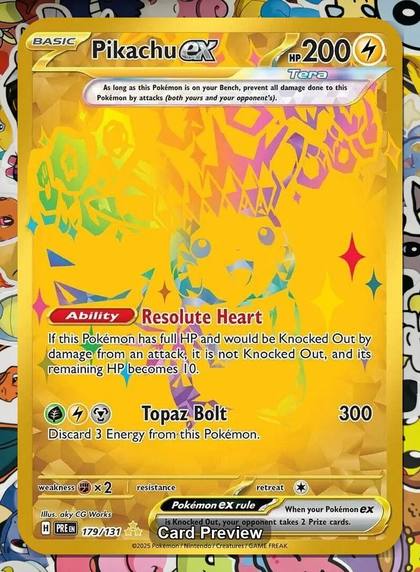 BASIC Pikachu ex HP 200
Tera
As long as this Pokémon is on your Bench, prevent all damage done to this
Pokémon by attacks (both yours and your opponent's).
Ability Resolute Heart
If this Pokémon has full HP and would be Knocked Out by
damage from an attack, it is not Knocked Out, and its
remaining HP becomes 10.
Topaz Bolt 300
Discard 3 Energy from this Pokémon.
weakness ×2 resistance retreat
Illus. aky CG Works
Pokémon ex rule When your Pokémon ex
is Knocked Out, your opponent takes 2 Prize cards.
H PRE EN 179/131
Card Preview
©2025 Pokémon / Nintendo / Creatures / GAME FREAK